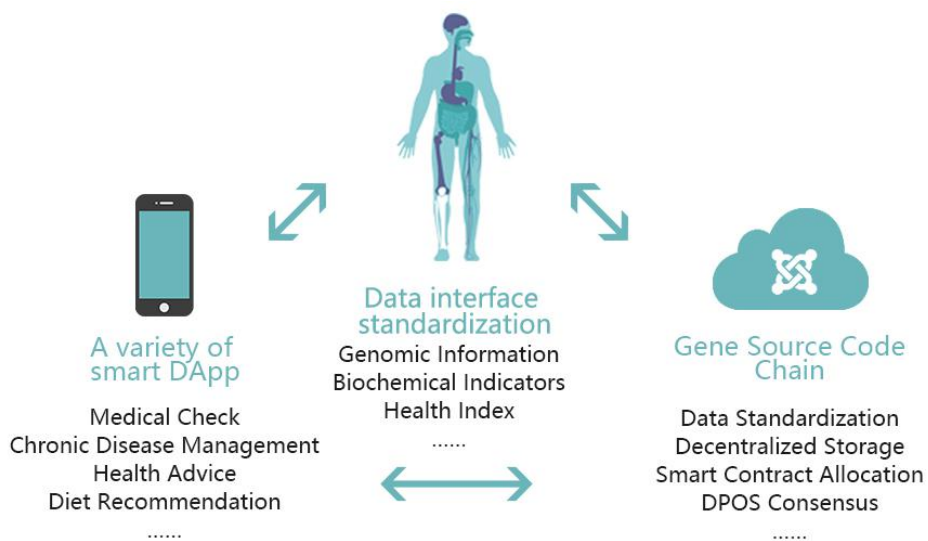 Data interface
standardization
Genomic Information
Biochemical Indicators
Health Index
......
A variety of
smart DApp
Medical Check
Chronic Disease Management
Health Advice
Diet Recommendation
......
Gene Source Code
Chain
Data Standardization
Decentralized Storage
Smart Contract Allocation
DPOS Consensus
......